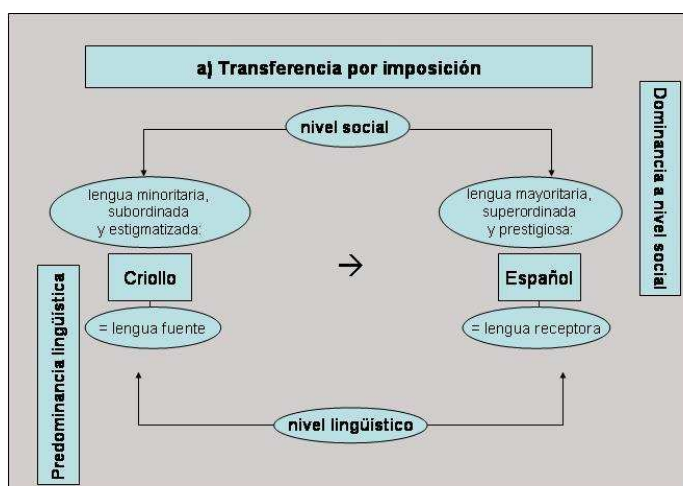 a) Transferencia por imposición
nivel social
Dominancia a nivel social
lengua minoritaria,
subordinada
y estigmatizada:
lengua mayoritaria,
superordinada
y prestigiosa:
Criollo
→
Español
= lengua fuente
= lengua receptora
Predominancia lingüística
nivel lingüístico